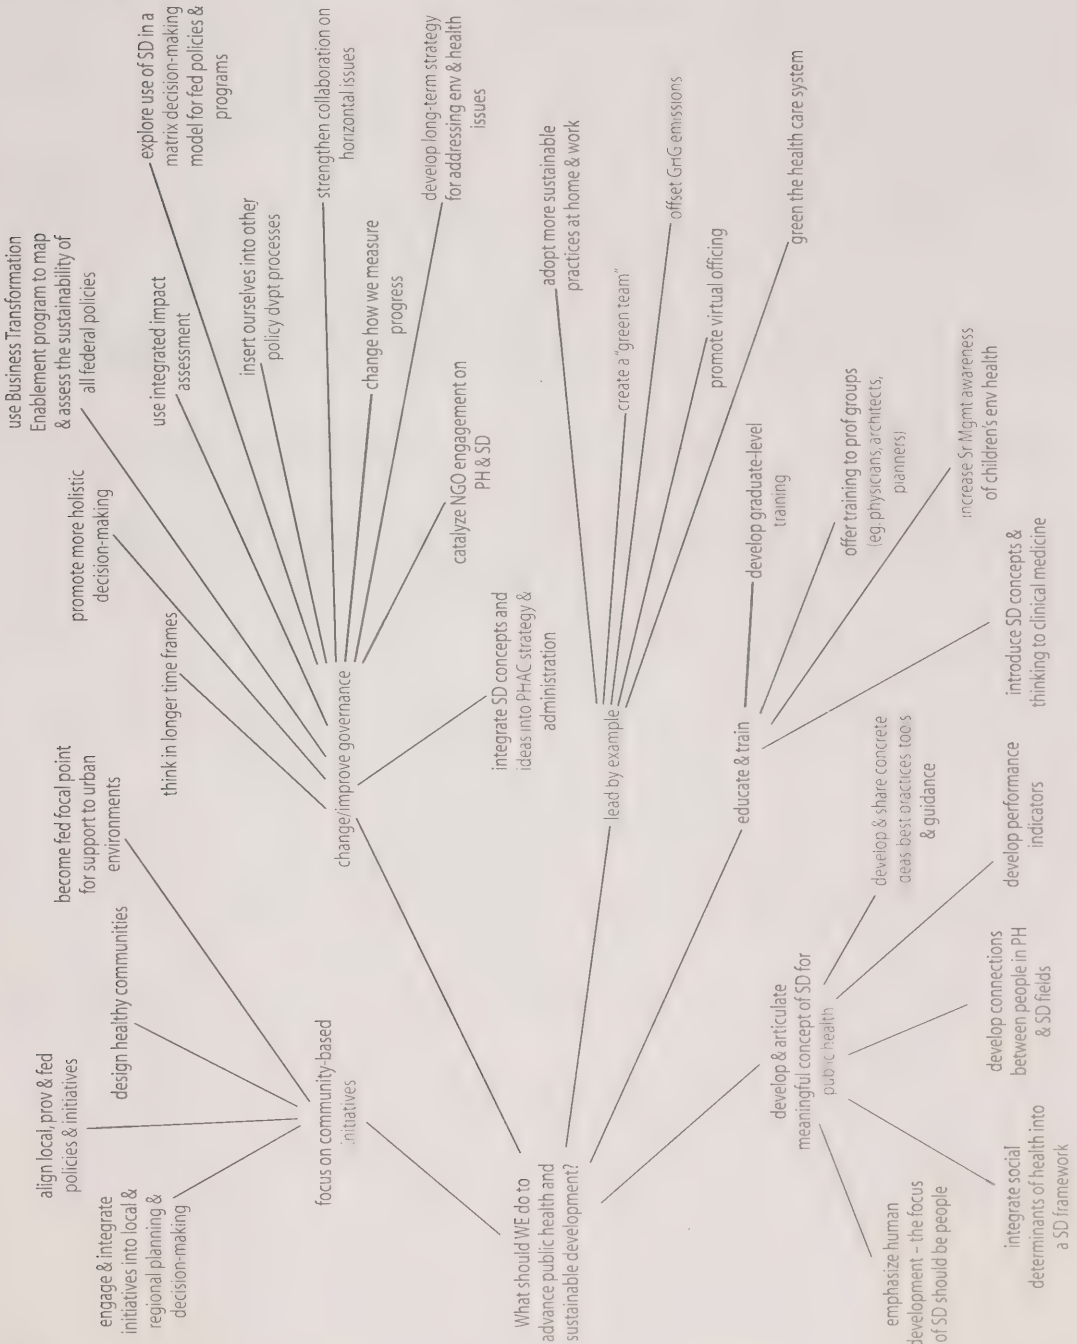 What should WE do to
advance public health and
sustainable development?
focus on community-based
initiatives
engage & integrate
initiatives into local &
regional planning &
decision-making
align local, prov & fed
policies & initiatives
design healthy communities
become fed focal point
for support to urban
environments
change/improve governance
think in longer time frames
promote more holistic
decision-making
use Business Transformation
Enablement program to map
& assess the sustainability of
all federal policies
use integrated impact
assessment
explore use of SD in a
matrix decision-making
model for fed policies &
programs
insert ourselves into other
policy dvpt processes
strengthen collaboration on
horizontal issues
change how we measure
progress
develop long-term strategy
for addressing env & health
issues
catalyze NGO engagement on
PH & SD
integrate SD concepts and
ideas into PHAC strategy &
administration
lead by example
adopt more sustainable
practices at home & work
create a "green team"
offset GHG emissions
promote virtual officing
green the health care system
educate & train
develop graduate-level
training
offer training to prof groups
(eg. physicians, architects,
planners)
increase Sr Mgmt awareness
of children's env health
introduce SD concepts &
thinking to clinical medicine
develop & articulate
meaningful concept of SD for
public health
develop & share concrete
ideas best practices tools
& guidance
develop performance
indicators
develop connections
between people in PH
& SD fields
integrate social
determinants of health into
a SD framework
emphasize human
development – the focus
of SD should be people